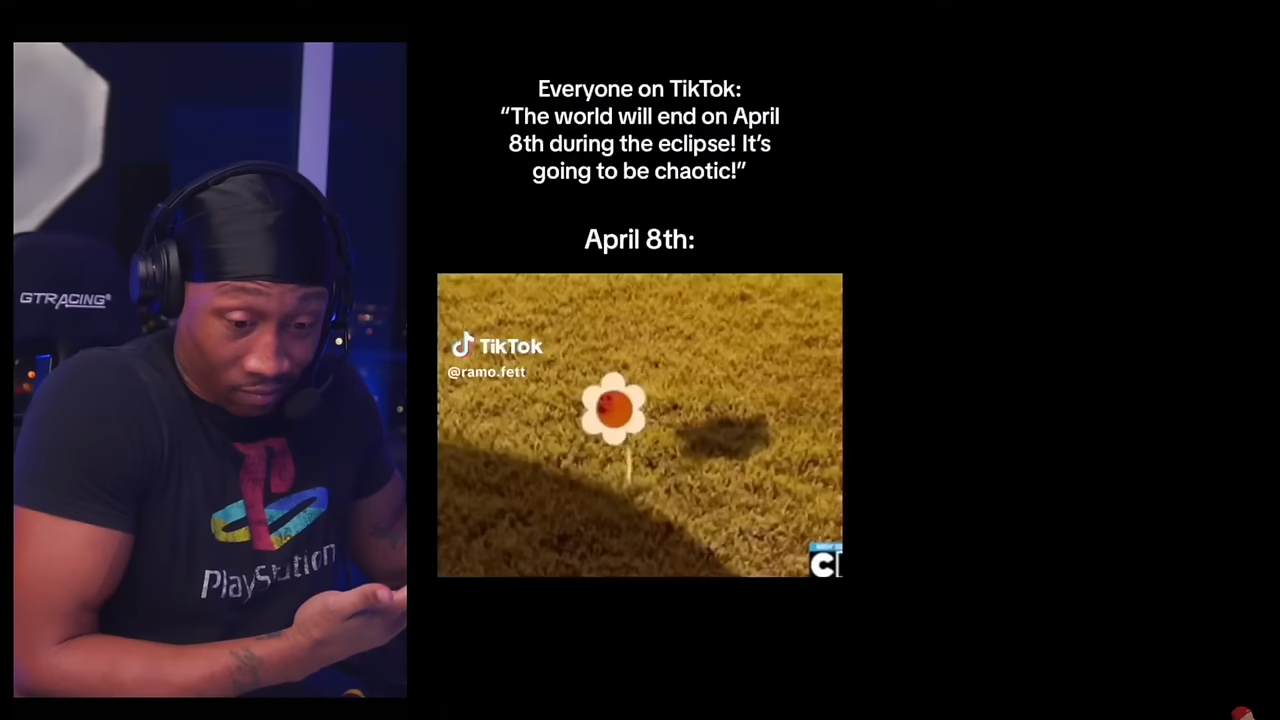 Everyone on TikTok:
“The world will end on April
8th during the eclipse! It’s
going to be chaotic!”
April 8th:
GTRACING®
TikTok
@ramo.fett
PlayStation
C